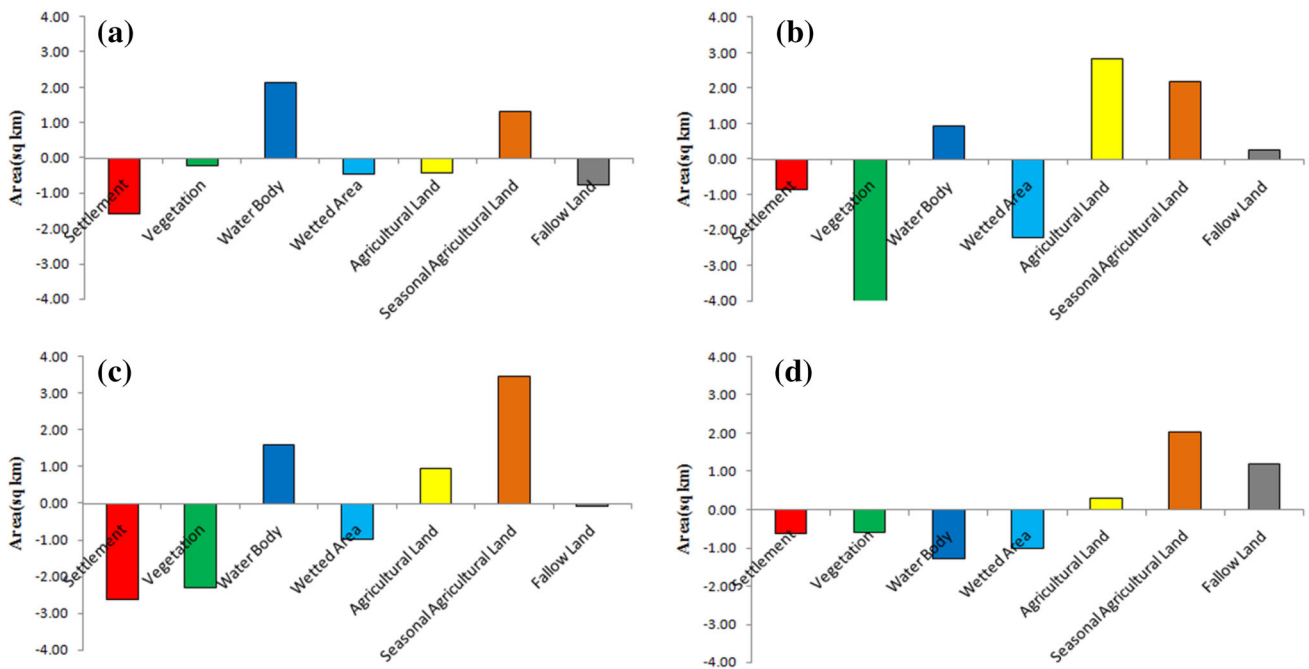 (a)
Area(sq km)
4.00
3.00
2.00
1.00
0.00
-1.00
-2.00
-3.00
-4.00
Settlement
Vegetation
Water Body
Wetted Area
Agricultural Land
Seasonal Agricultural Land
Fallow Land
(b)
Area(sq km)
4.00
3.00
2.00
1.00
0.00
-1.00
-2.00
-3.00
-4.00
Settlement
Vegetation
Water Body
Wetted Area
Agricultural Land
Seasonal Agricultural Land
Fallow Land
(c)
Area(sq km)
4.00
3.00
2.00
1.00
0.00
-1.00
-2.00
-3.00
-4.00
Settlement
Vegetation
Water Body
Wetted Area
Agricultural Land
Seasonal Agricultural Land
Fallow Land
(d)
Area(sq km)
4.00
3.00
2.00
1.00
0.00
-1.00
-2.00
-3.00
-4.00
Settlement
Vegetation
Water Body
Wetted Area
Agricultural Land
Seasonal Agricultural Land
Fallow Land